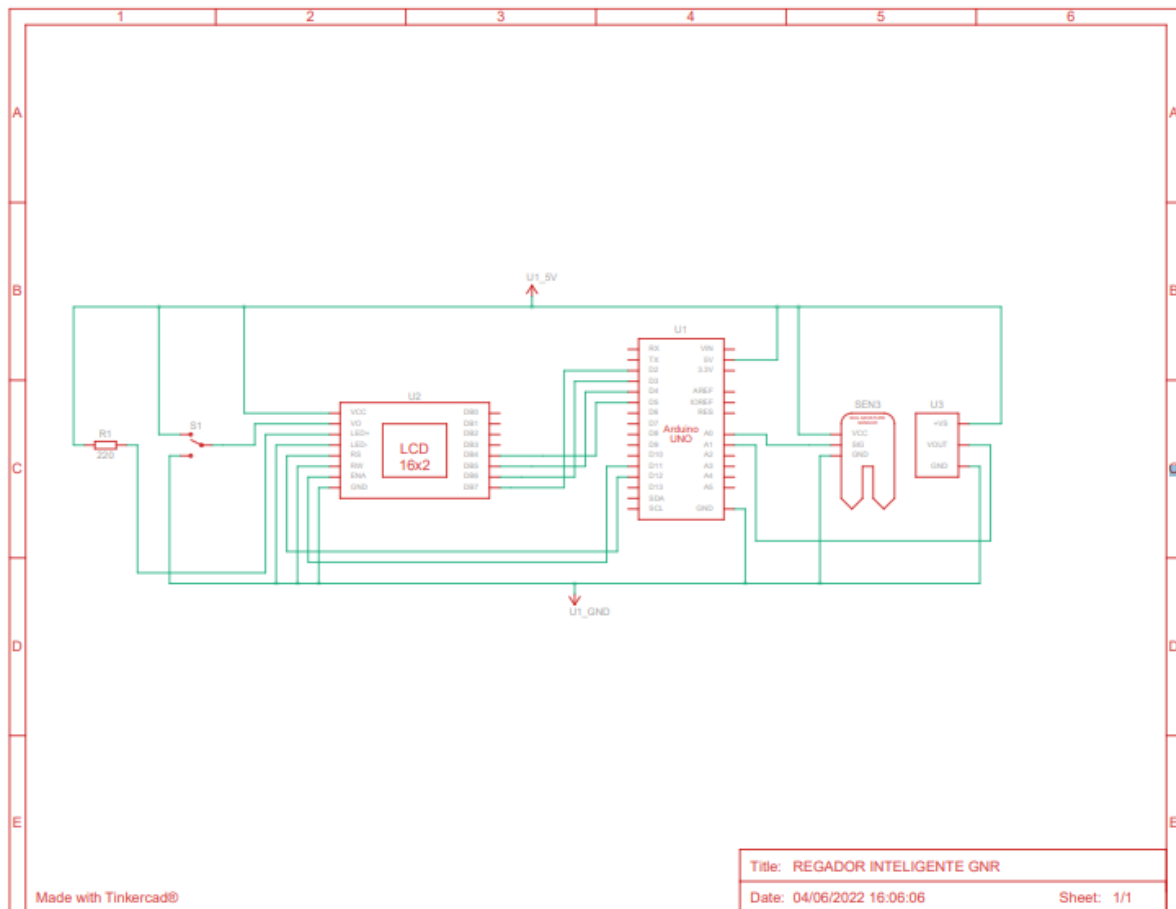 1 2 3 4 5 6
A A
B B
C
D D
E E
U1_5V
R1
220
S1
U2
VCC
VO
LED+
LED-
RS
RW
ENA
GND
LCD
16x2
DB0
DB1
DB2
DB3
DB4
DB5
DB6
DB7
U1
RX
TX
D2
D3
D4
D5
D6
D7
D8
D9
D10
D11
D12
D13
SDA
SCL
Arduino
UNO
VIN
5V
3.3V
AREF
IOREF
RES
A0
A1
A2
A3
A4
A5
GND
SEN3
SOIL MOISTURE
SENSOR
VCC
SIG
GND
U3
+VS
VOUT
GND
U1_GND
Made with Tinkercad®
Title: REGADOR INTELIGENTE GNR
Date: 04/06/2022 16:06:06 Sheet: 1/1